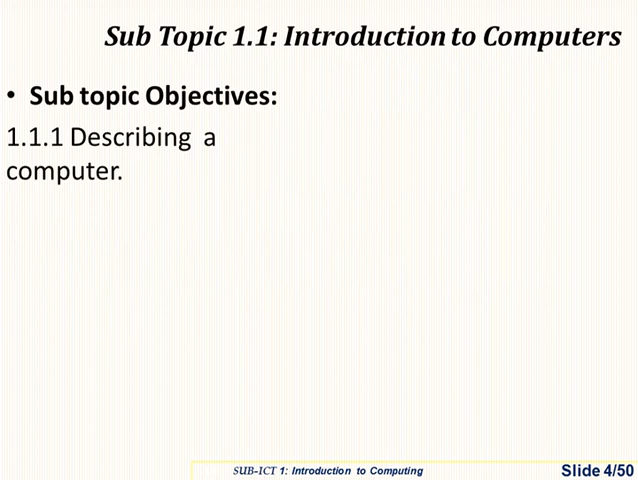 Sub Topic 1.1: Introduction to Computers
• Sub topic Objectives:
1.1.1 Describing a
computer.
SUB-ICT 1: Introduction to Computing
Slide 4/50